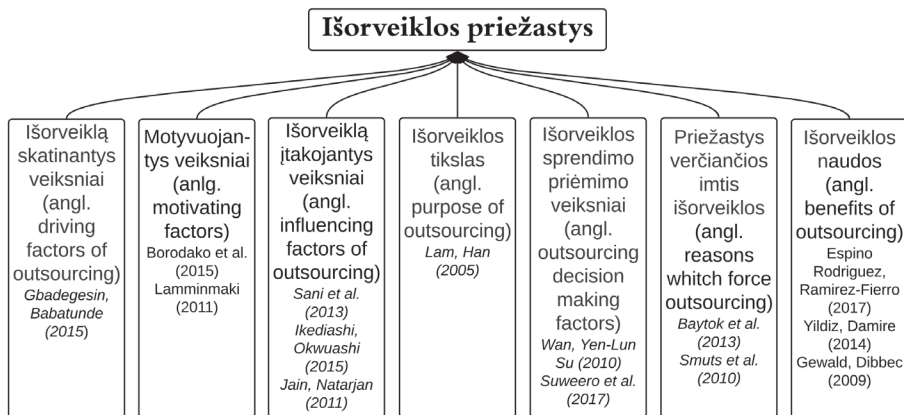 Išorveiklos priežastys
Išorveiklą
skatinantys
veiksniai
(angl.
driving
factors of
outsourcing)
Gbadegesin,
Babatunde
2015)
Motyvuojan-
tys veiksniai
(anlg.
motivating
factors)
Borodako et al.
(2015)
Lamminmaki
(2011)
Išorveiklą
įtakojantys
veiksniai
(angl.
influencing
factors of
outsourcing)
Sani et al.
(2013)
Ikediashi,
Okwuashi
(2015)
Jain, Natarjan
(2011)
Išorveiklos
tikslas
(angl.
purpose of
outsourcing)
Lam, Han
(2005)
Išorveiklos
sprendimo
priėmimo
veiksniai
(angl.
outsourcing
decision
making
factors)
Wan, Yen-Lun
Su (2010)
Suweero et al.
(2017)
Priežastys
verčiančios
imtis
išorveiklos
(angl.
reasons
whitch force
outsourcing)
Baytok et al.
(2013)
Smuts et al.
(2010)
Išorveiklos
naudos
(angl.
benefits of
outsourcing)
Espino
Rodriguez,
Ramirez-Fierro
(2017)
Yildiz, Damire
(2014)
Gewald, Dibbec
(2009)